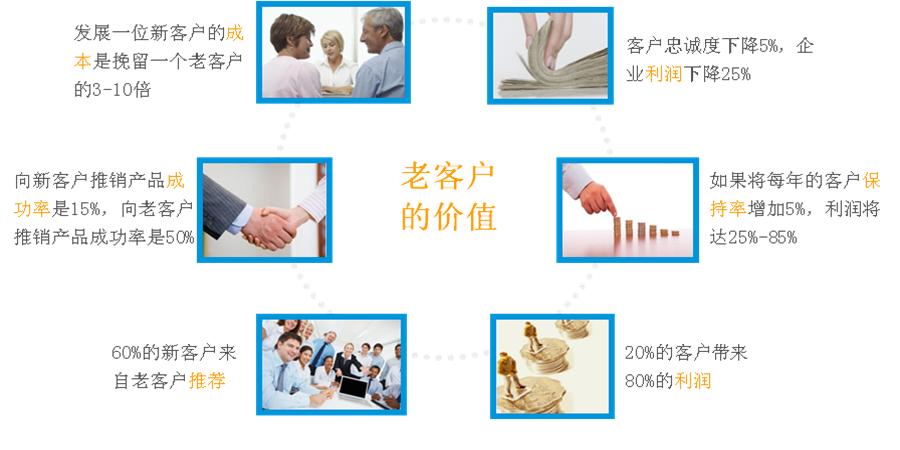 发展一位新客户的成
本是挽留一个老客户
的3-10倍
客户忠诚度下降5%，企
业利润下降25%
老客户
的价值
向新客户推销产品成
功率是15%，向老客户
推销产品成功率是50%
如果将每年的客户保
持率增加5%，利润将
达25%-85%
60%的新客户来
自老客户推荐
20%的客户带来
80%的利润